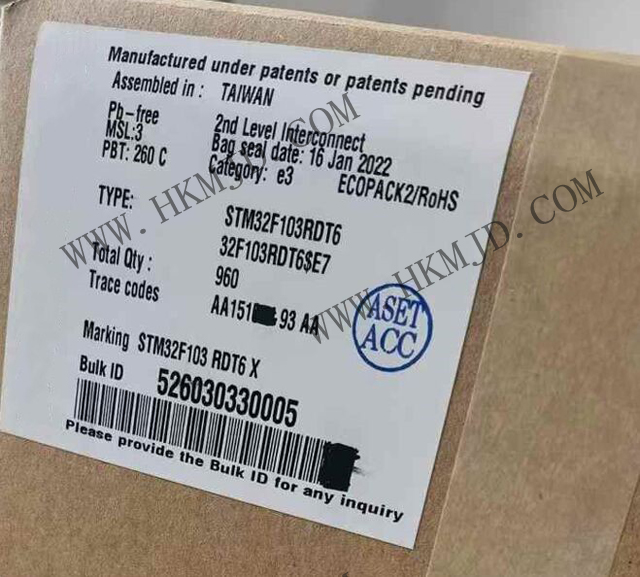 Manufactured under patents or patents pending
Assembled in : TAIWAN
Pb-free 2nd Level Interconnect
MSL:3 Bag seal date: 16 Jan 2022
PBT: 260 C Category: e3 ECOPACK2/RoHS
TYPE: STM32F103RDT6
32F103RDT6$E7
Total Qty : 960
Trace codes AA151 93 AA
ASET
ACC
Marking STM32F103 RDT6 X
Bulk ID 526030330005
Please provide the Bulk ID for any inquiry
WWW.HKMJD.COM
WWW.HKMJD.COM